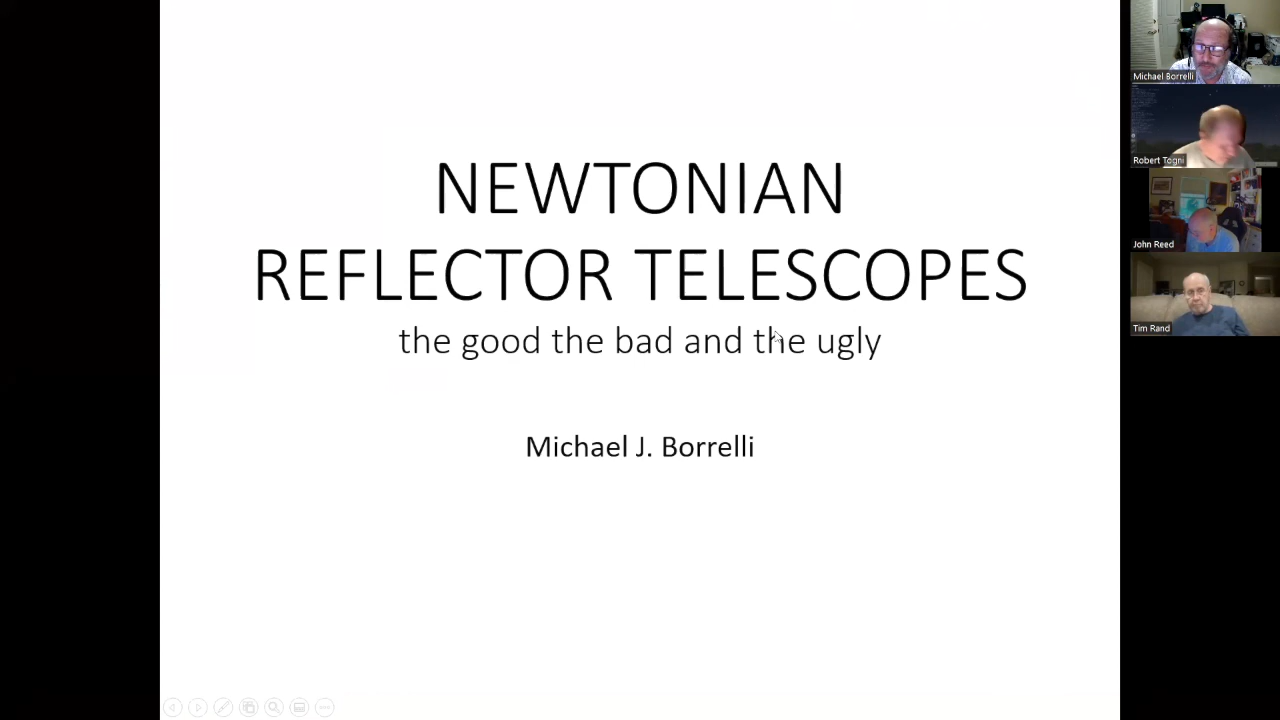 NEWTONIAN
REFLECTOR TELESCOPES
the good the bad and the ugly
Michael J. Borrelli
Michael Borrelli
Robert Togni
John Reed
Tim Rand